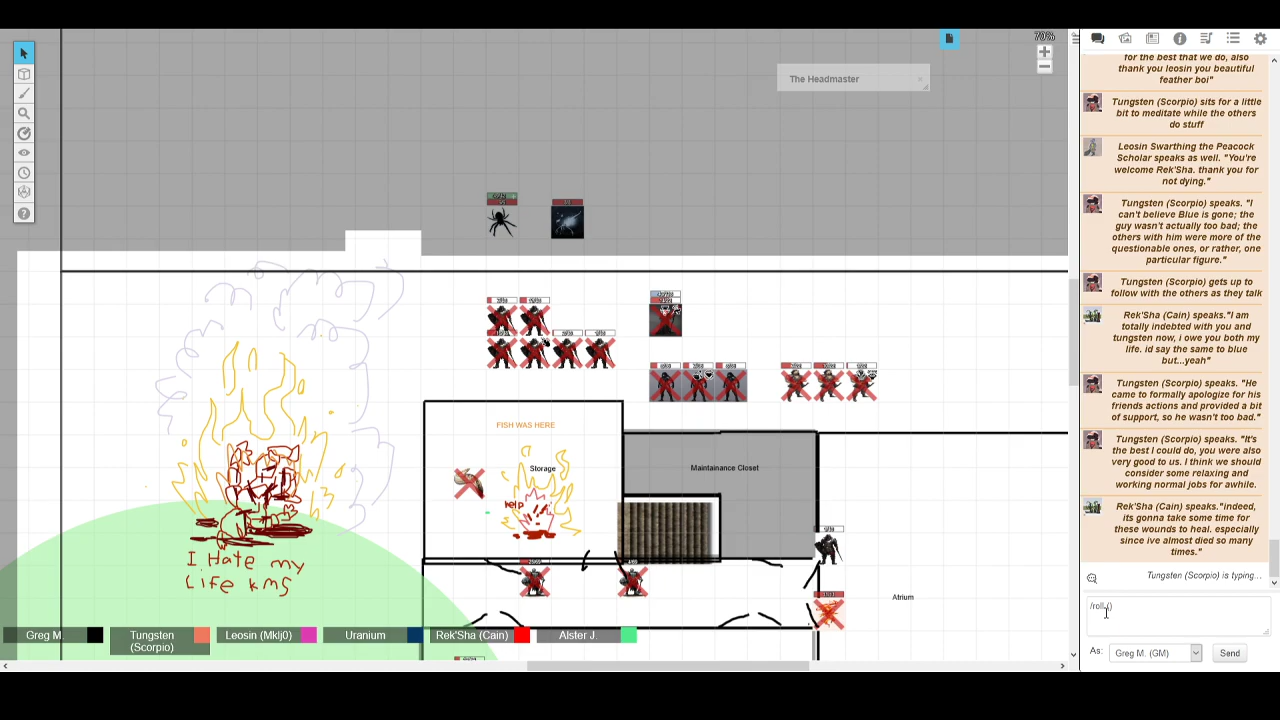 70%
The Headmaster
for the best that we do, also
thank you leosin you beautiful
feather boi"
Tungsten (Scorpio) sits for a little
bit to meditate while the others
do stuff
Leosin Swarthing the Peacock
Scholar speaks as well. "You're
welcome Rek'Sha. thank you for
not dying."
Tungsten (Scorpio) speaks. "I
can't believe Blue is gone; the
guy wasn't actually too bad; the
others with him were more of the
questionable ones, or rather, one
particular figure."
Tungsten (Scorpio) gets up to
follow with the others as they talk
Rek'Sha (Cain) speaks."I am
totally indebted with you and
tungsten now, i owe you both my
life. id say the same to blue
but...yeah"
Tungsten (Scorpio) speaks. "He
came to formally apologize for his
friends actions and provided a bit
of support, so he wasn't too bad."
Tungsten (Scorpio) speaks. "It's
the best I could do, you were also
very good to us. I think we should
consider some relaxing and
working normal jobs for awhile.
Rek'Sha (Cain) speaks."indeed,
its gonna take some time for
these wounds to heal. especially
since ive almost died so many
times."
Tungsten (Scorpio) is typing...
/roll ()
As:
Greg M. (GM)
Send
FISH WAS HERE
Storage
help
Maintainance Closet
Atrium
I Hate my
Life kms
Greg M.
Tungsten
(Scorpio)
Leosin (Mklj0)
Uranium
Rek'Sha (Cain)
Alster J.